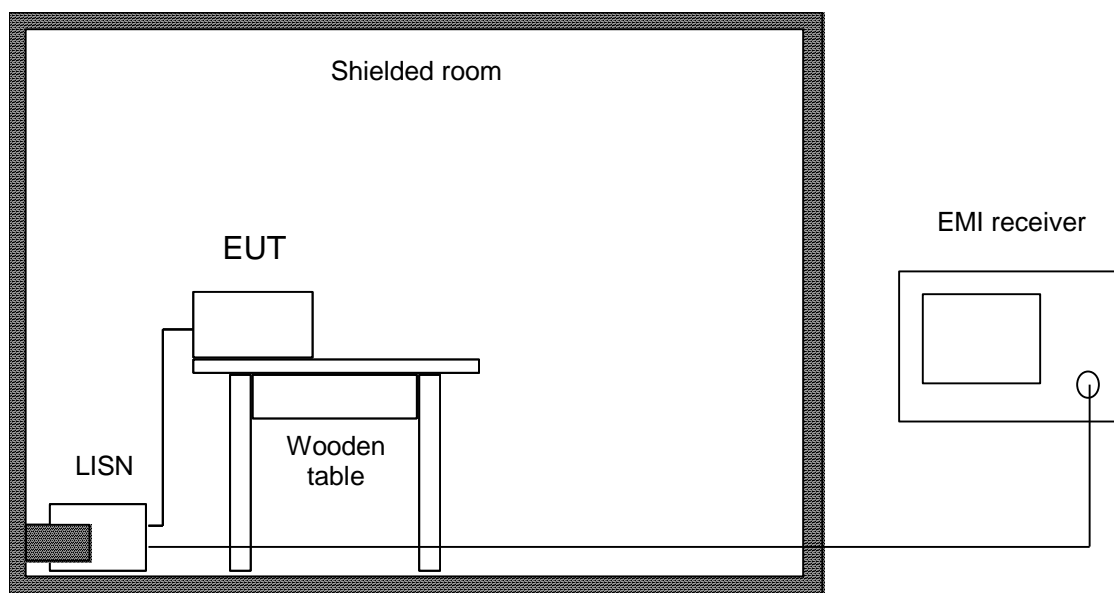 Shielded room
EMI receiver
EUT
Wooden
table
LISN